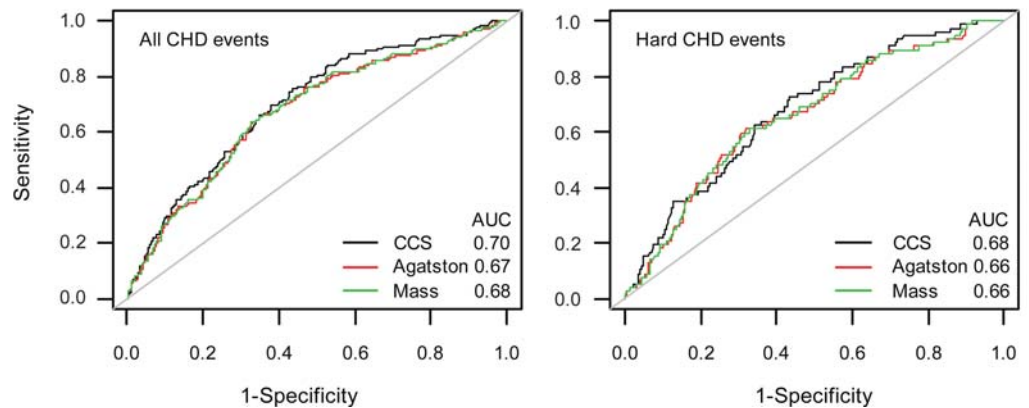 All CHD events
Sensitivity
1.0
0.8
0.6
0.4
0.2
0.0
AUC
CCS 0.70
Agatston 0.67
Mass 0.68
0.0 0.2 0.4 0.6 0.8 1.0
1-Specificity
Hard CHD events
1.0
0.8
0.6
0.4
0.2
0.0
AUC
CCS 0.68
Agatston 0.66
Mass 0.66
0.0 0.2 0.4 0.6 0.8 1.0
1-Specificity